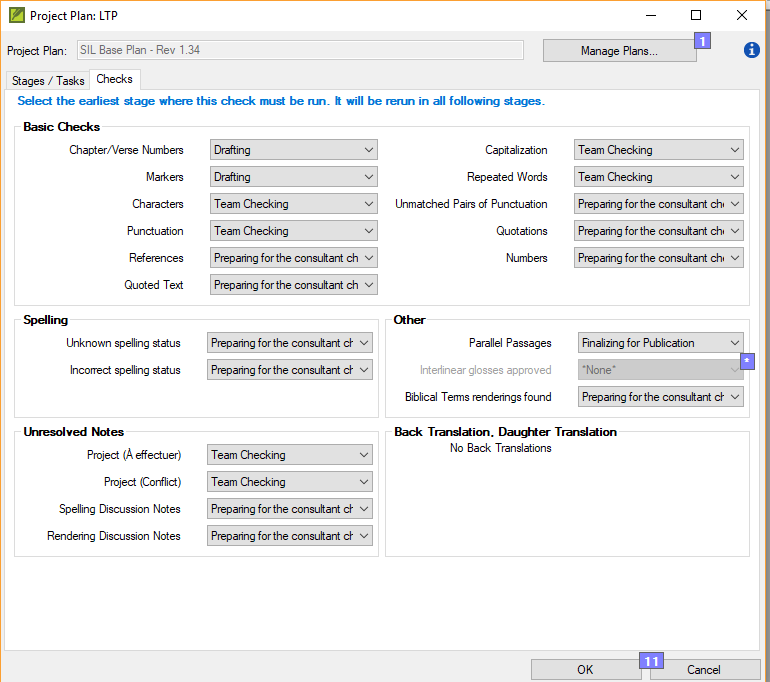 Project Plan: LTP
Project Plan: SIL Base Plan - Rev 1.34 Manage Plans... 1
Stages / Tasks Checks
Select the earliest stage where this check must be run. It will be rerun in all following stages.
Basic Checks
Chapter/Verse Numbers Drafting
Markers Drafting
Characters Team Checking
Punctuation Team Checking
References Preparing for the consultant ch
Quoted Text Preparing for the consultant ch
Capitalization Team Checking
Repeated Words Team Checking
Unmatched Pairs of Punctuation Preparing for the consultant che
Quotations Preparing for the consultant che
Numbers Preparing for the consultant che
Spelling
Unknown spelling status Preparing for the consultant ch
Incorrect spelling status Preparing for the consultant ch
Other
Parallel Passages Finalizing for Publication
*
Interlinear glosses approved *None*
Biblical Terms renderings found Preparing for the consultant ch
Unresolved Notes
Project (À effectuer) Team Checking
Project (Conflict) Team Checking
Spelling Discussion Notes Preparing for the consultant ch
Rendering Discussion Notes Preparing for the consultant ch
Back Translation, Daughter Translation
No Back Translations
OK 11 Cancel